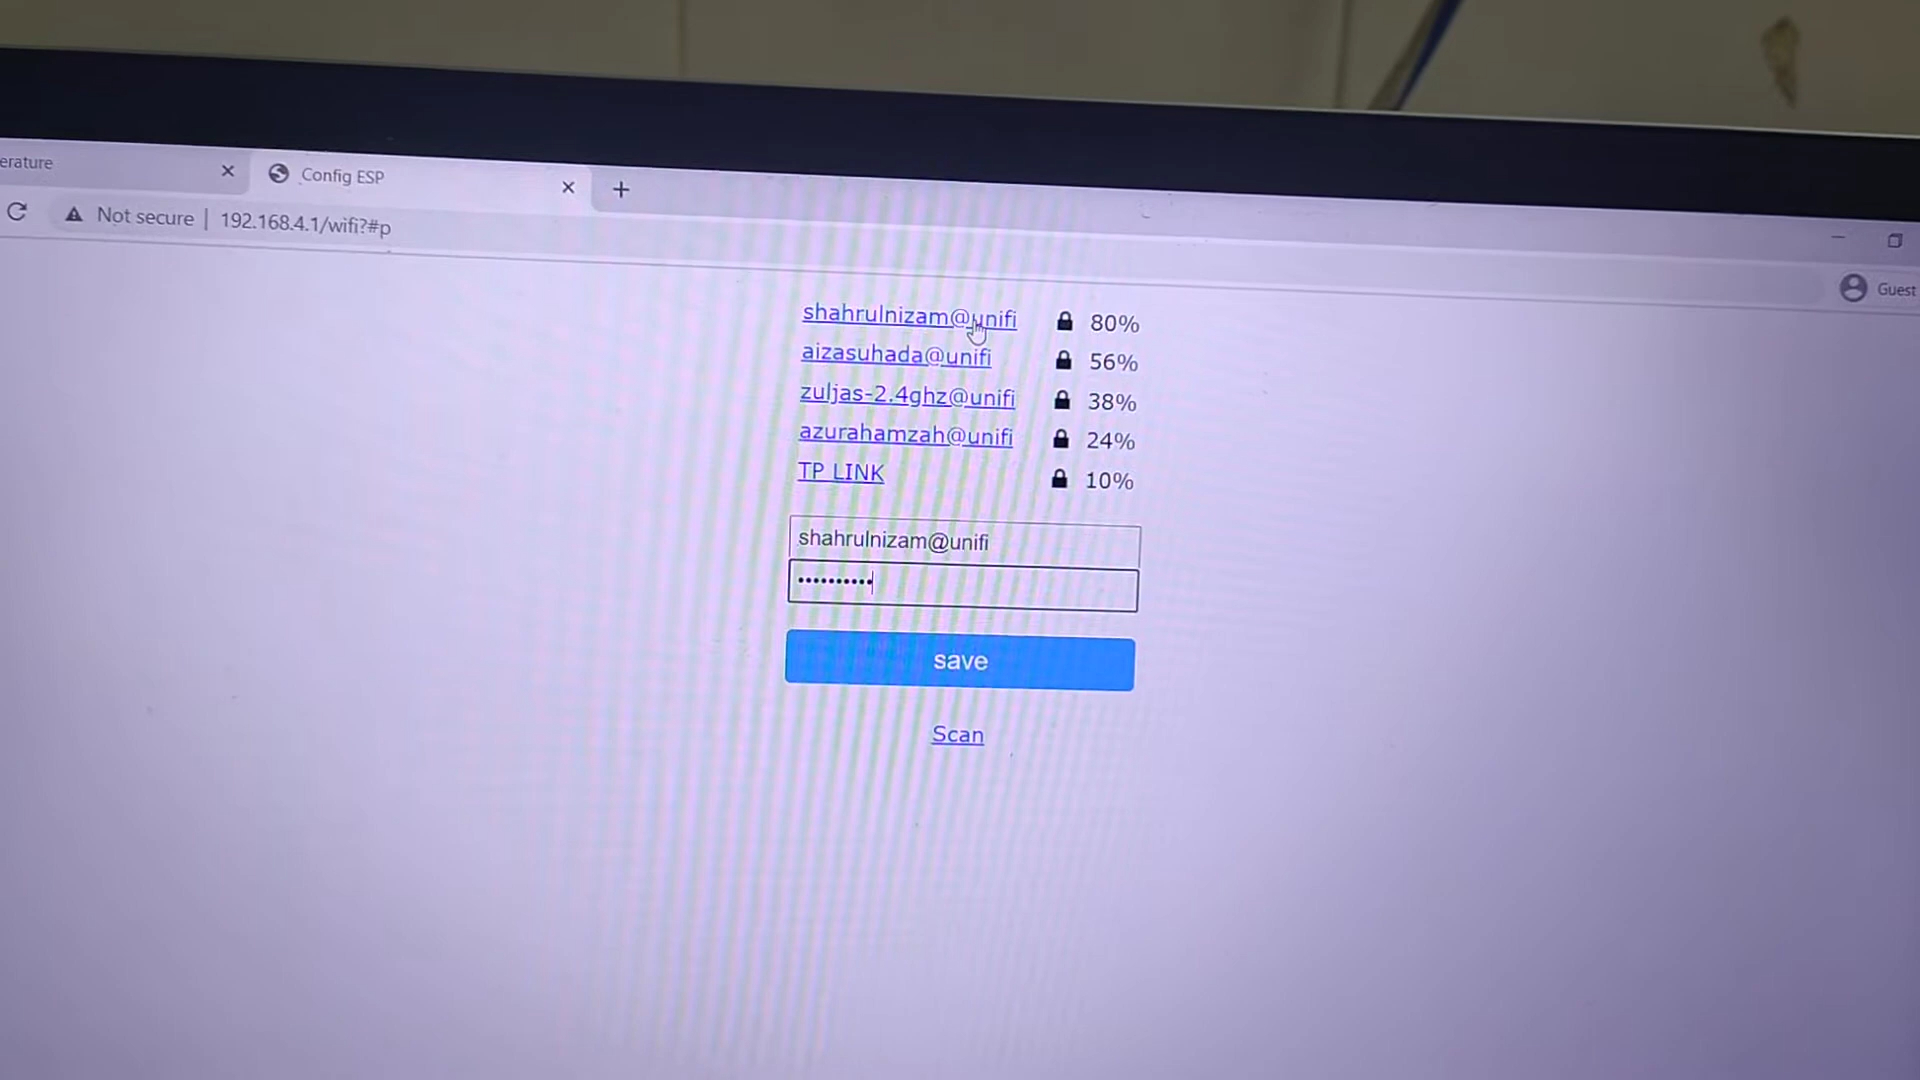 erature
Config ESP
Not secure | 192.168.4.1/wifi?#p
Guest
shahrulnizam@unifi 80%
aizasuhada@unifi 56%
zuljas-2.4ghz@unifi 38%
azurahamzah@unifi 24%
TP LINK 10%
shahrulnizam@unifi
••••••••••
save
Scan